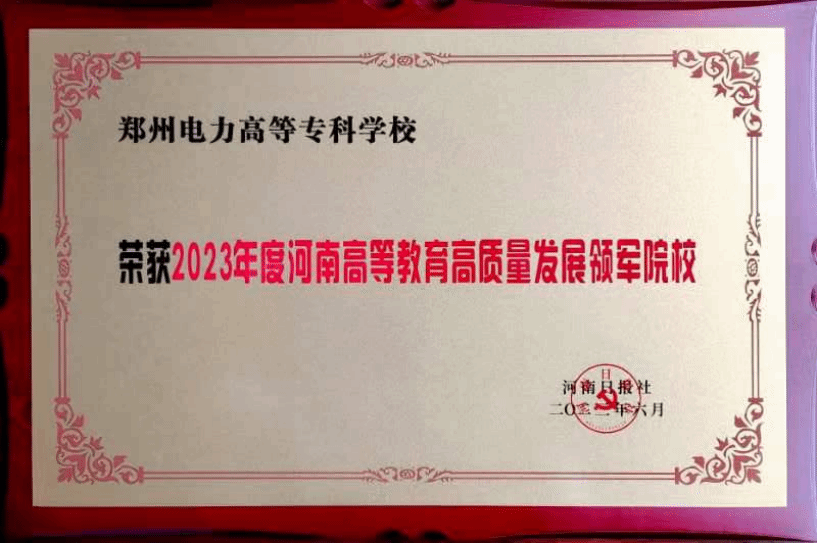 郑州电力高等专科学校
荣获2023年度河南高等教育高质量发展领军院校
河南日报社
二〇二三年六月